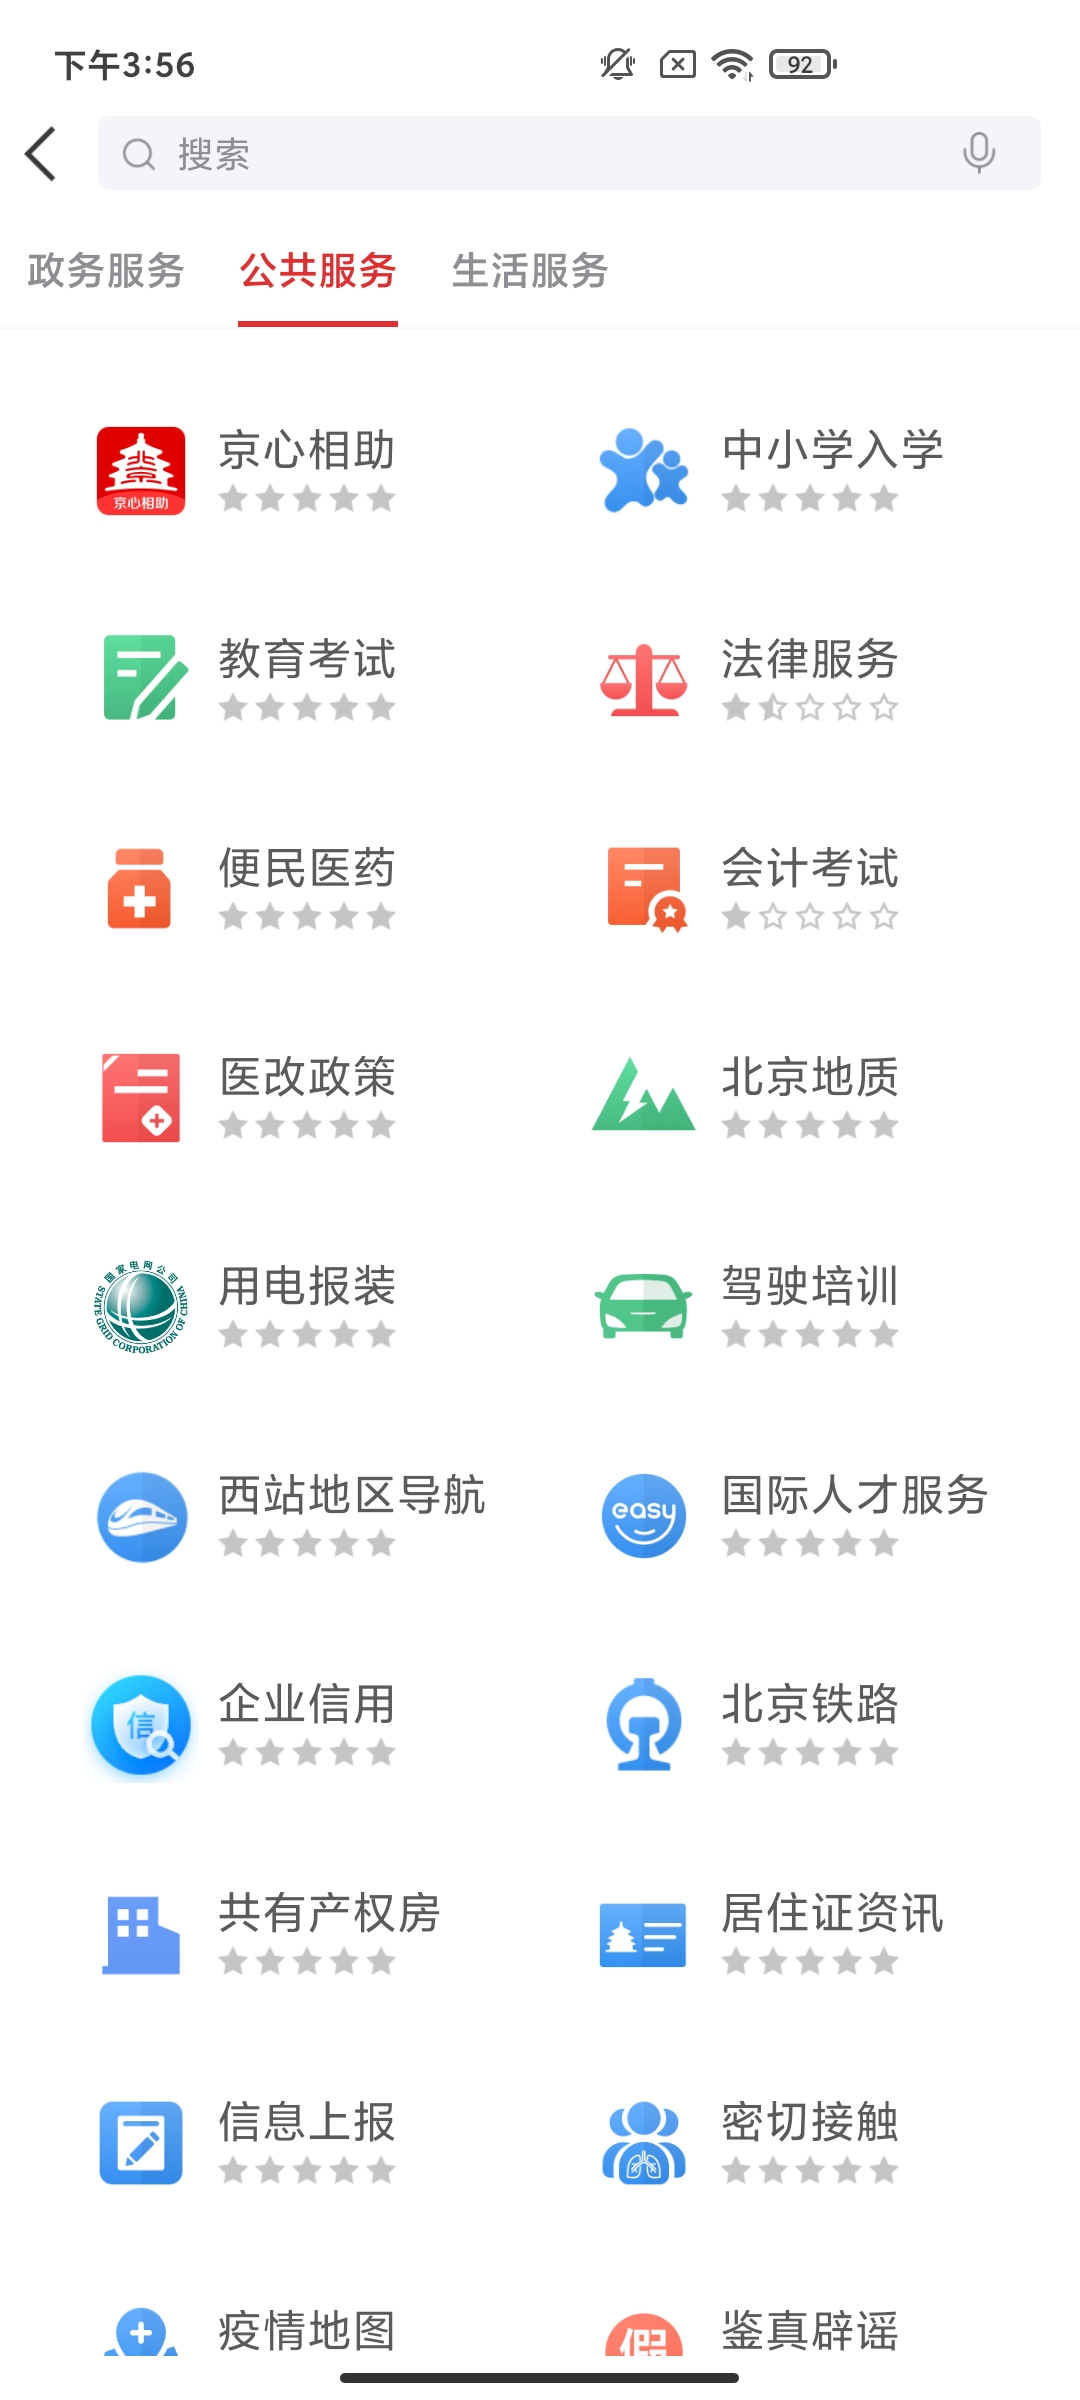 下午3:56
92
搜索
政务服务 公共服务 生活服务
京心相助
京心相助
中小学入学
教育考试
法律服务
便民医药
会计考试
医改政策
北京地质
国家电网公司
STATE GRID CORPORATION OF CHINA
用电报装
驾驶培训
西站地区导航
easy
国际人才服务
信
企业信用
北京铁路
共有产权房
居住证资讯
信息上报
密切接触
疫情地图
假
鉴真辟谣